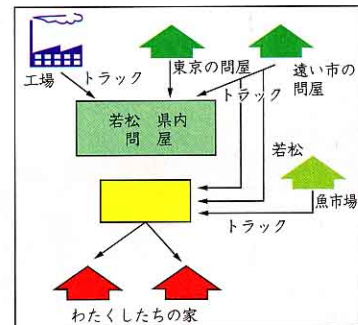 工場
トラック
東京の問屋
トラック
遠い市の
問屋
若松 県内
問屋
若松
魚市場
トラック
わたくしたちの家